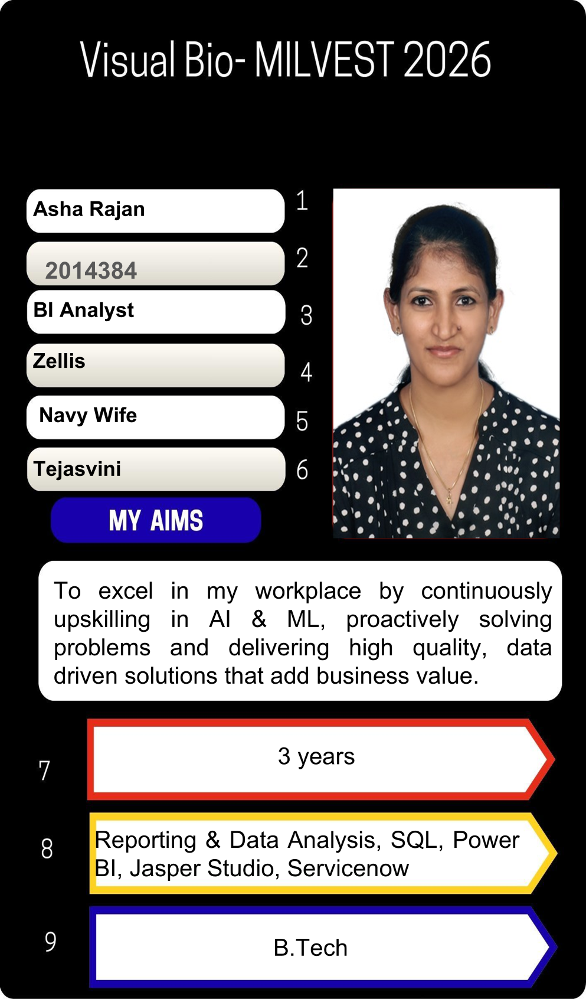 Visual Bio- MILVEST 2026
Asha Rajan
1
2014384
2
BI Analyst
3
Zellis
4
Navy Wife
5
Tejasvini
6
MY AIMS
To excel in my workplace by continuously
upskilling in AI & ML, proactively solving
problems and delivering high quality, data
driven solutions that add business value.
7
3 years
8
Reporting & Data Analysis, SQL, Power
BI, Jasper Studio, Servicenow
9
B.Tech